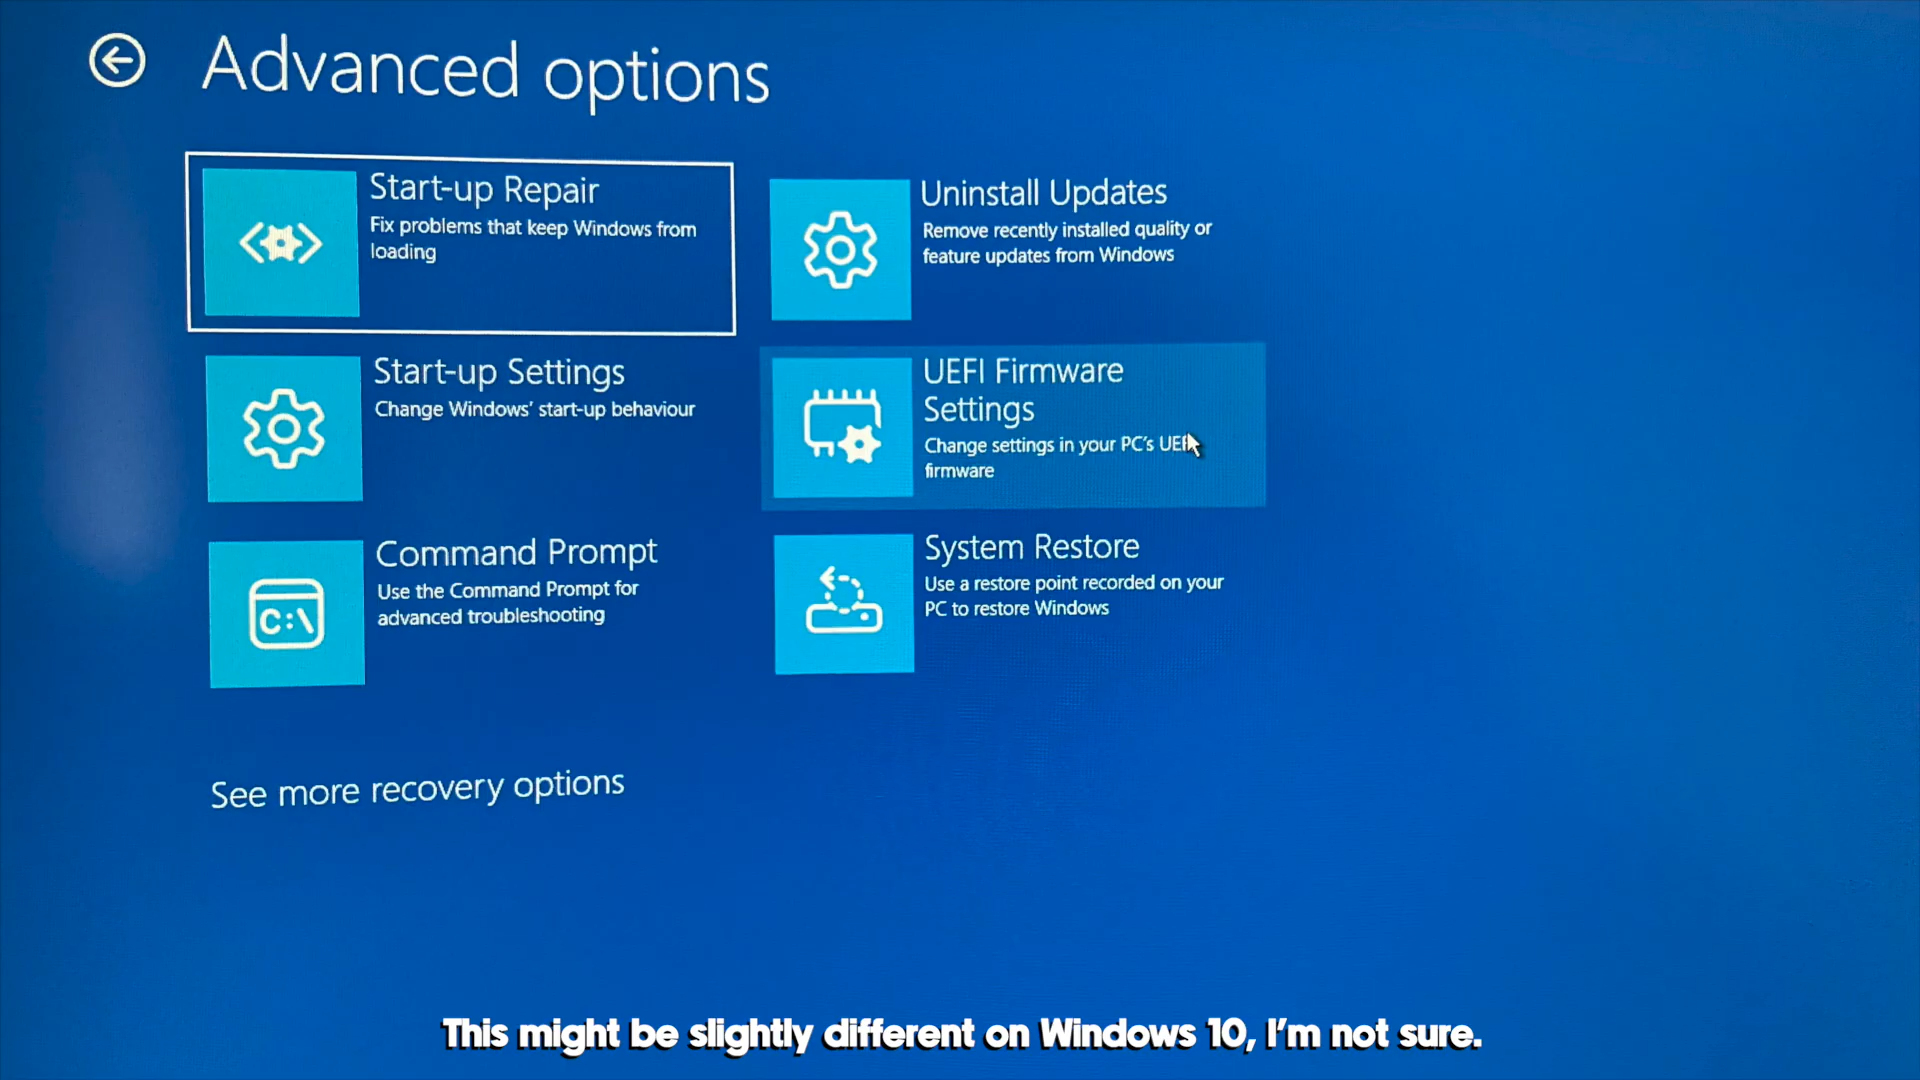 Advanced options
Start-up Repair
Fix problems that keep Windows from
loading
Uninstall Updates
Remove recently installed quality or
feature updates from Windows
Start-up Settings
Change Windows' start-up behaviour
UEFI Firmware
Settings
Change settings in your PC's UEFI
firmware
Command Prompt
Use the Command Prompt for
advanced troubleshooting
C:\
System Restore
Use a restore point recorded on your
PC to restore Windows
See more recovery options
This might be slightly different on Windows 10, I'm not sure.